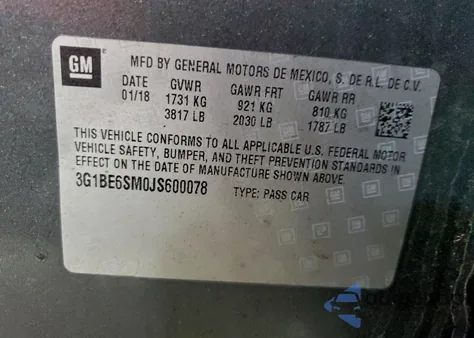 GM
MFD BY GENERAL MOTORS DE MEXICO, S. DE R.L. DE C.V.
DATE GVWR GAWR FRT GAWR RR
01/18 1731 KG 921 KG 810 KG
3817 LB 2030 LB 1787 LB
THIS VEHICLE CONFORMS TO ALL APPLICABLE U.S. FEDERAL MOTOR
VEHICLE SAFETY, BUMPER, AND THEFT PREVENTION STANDARDS IN
EFFECT ON THE DATE OF MANUFACTURE SHOWN ABOVE.
3G1BE6SM0JS600078 TYPE: PASS CAR